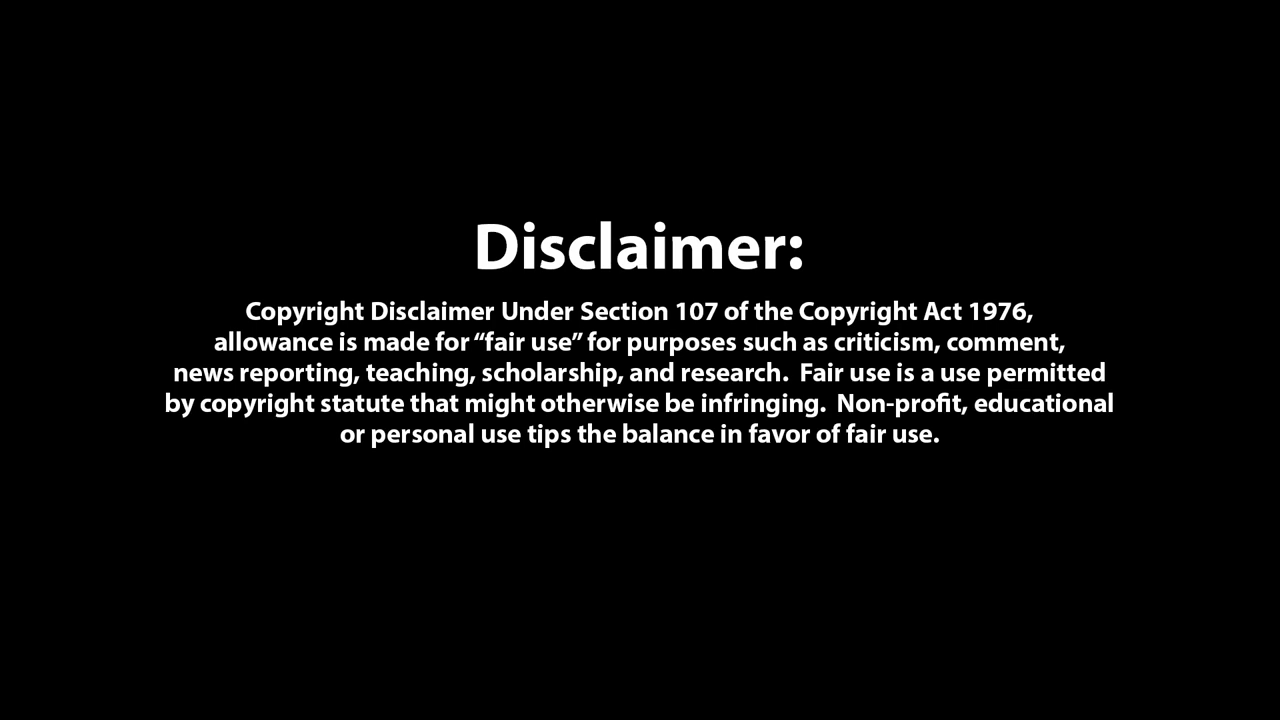 Disclaimer:
Copyright Disclaimer Under Section 107 of the Copyright Act 1976,
allowance is made for “fair use” for purposes such as criticism, comment,
news reporting, teaching, scholarship, and research.  Fair use is a use permitted
by copyright statute that might otherwise be infringing.  Non-profit, educational
or personal use tips the balance in favor of fair use.